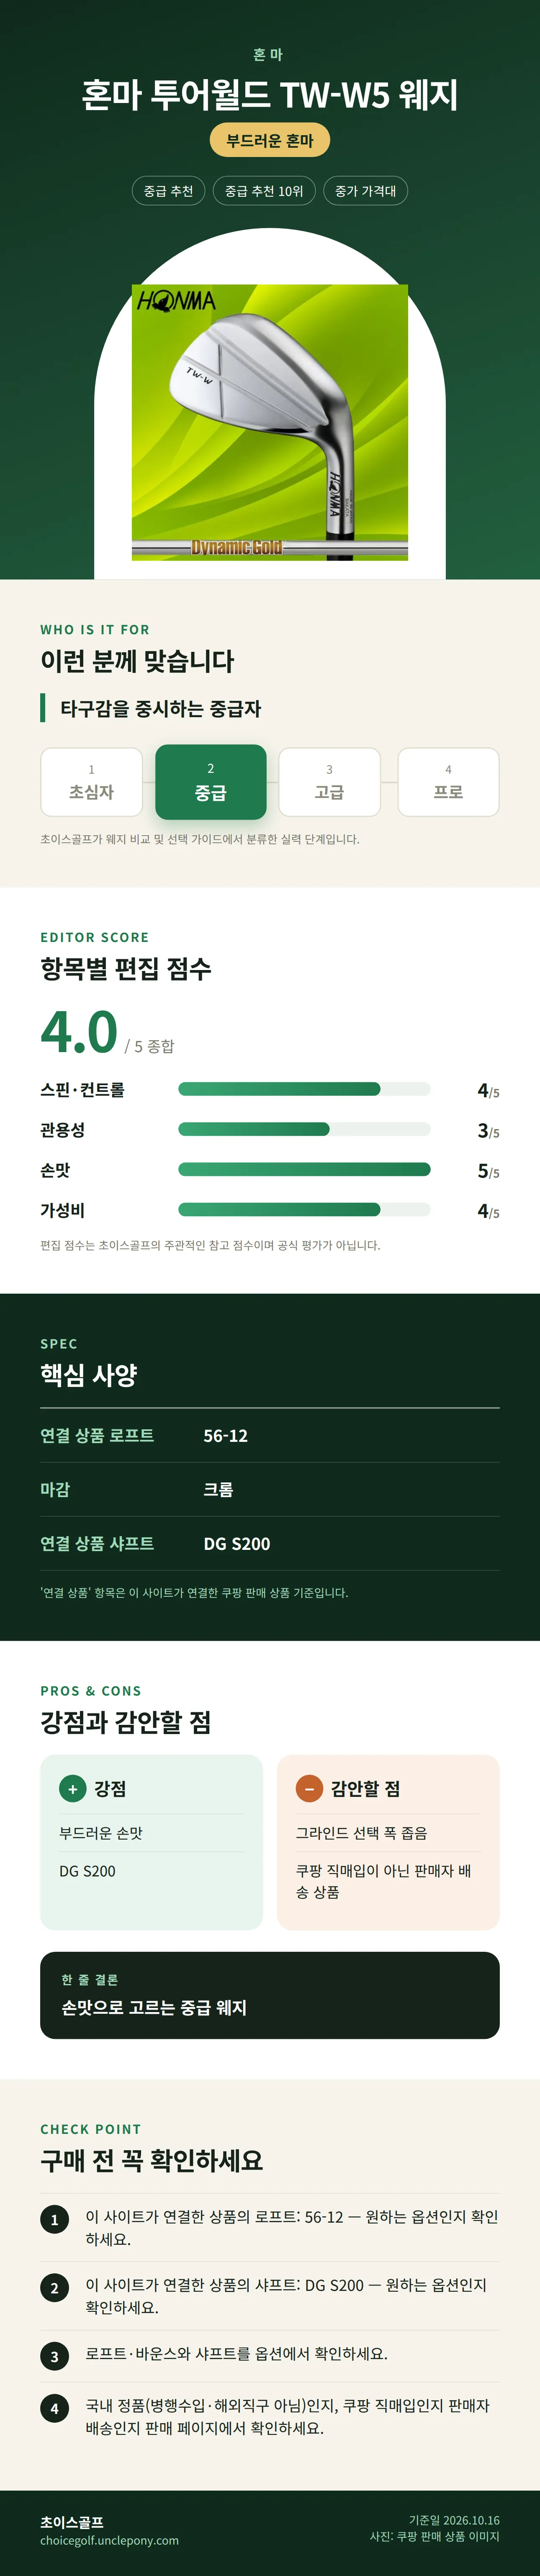 혼마
혼마 투어월드 TW-W5 웨지
부드러운 혼마
중급 추천
중급 추천 10위
중가 가격대
HONMA
TW-W
HONMA
Dynamic Gold
WHO IS IT FOR
이런 분께 맞습니다
타구감을 중시하는 중급자
1
초심자
2
중급
3
고급
4
프로
초이스골프가 웨지 비교 및 선택 가이드에서 분류한 실력 단계입니다.
EDITOR SCORE
항목별 편집 점수
4.0 / 5 종합
스핀·컨트롤 4/5
관용성 3/5
손맛 5/5
가성비 4/5
편집 점수는 초이스골프의 주관적인 참고 점수이며 공식 평가가 아닙니다.
SPEC
핵심 사양
연결 상품 로프트 56-12
마감 크롬
연결 상품 샤프트 DG S200
'연결 상품' 항목은 이 사이트가 연결한 쿠팡 판매 상품 기준입니다.
PROS & CONS
강점과 감안할 점
+ 강점
부드러운 손맛
DG S200
− 감안할 점
그라인드 선택 폭 좁음
쿠팡 직매입이 아닌 판매자 배
송 상품
한 줄 결론
손맛으로 고르는 중급 웨지
CHECK POINT
구매 전 꼭 확인하세요
1 이 사이트가 연결한 상품의 로프트: 56-12 — 원하는 옵션인지 확인
하세요.
2 이 사이트가 연결한 상품의 샤프트: DG S200 — 원하는 옵션인지
확인하세요.
3 로프트·바운스와 샤프트를 옵션에서 확인하세요.
4 국내 정품(병행수입·해외직구 아님)인지, 쿠팡 직매입인지 판매자
배송인지 판매 페이지에서 확인하세요.
초이스골프
choicegolf.unclepony.com
기준일 2026.10.16
사진: 쿠팡 판매 상품 이미지